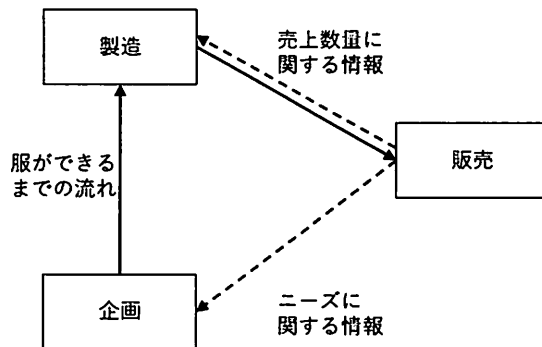 製造
売上数量に
関する情報
販売
服ができる
までの流れ
企画
ニーズに
関する情報